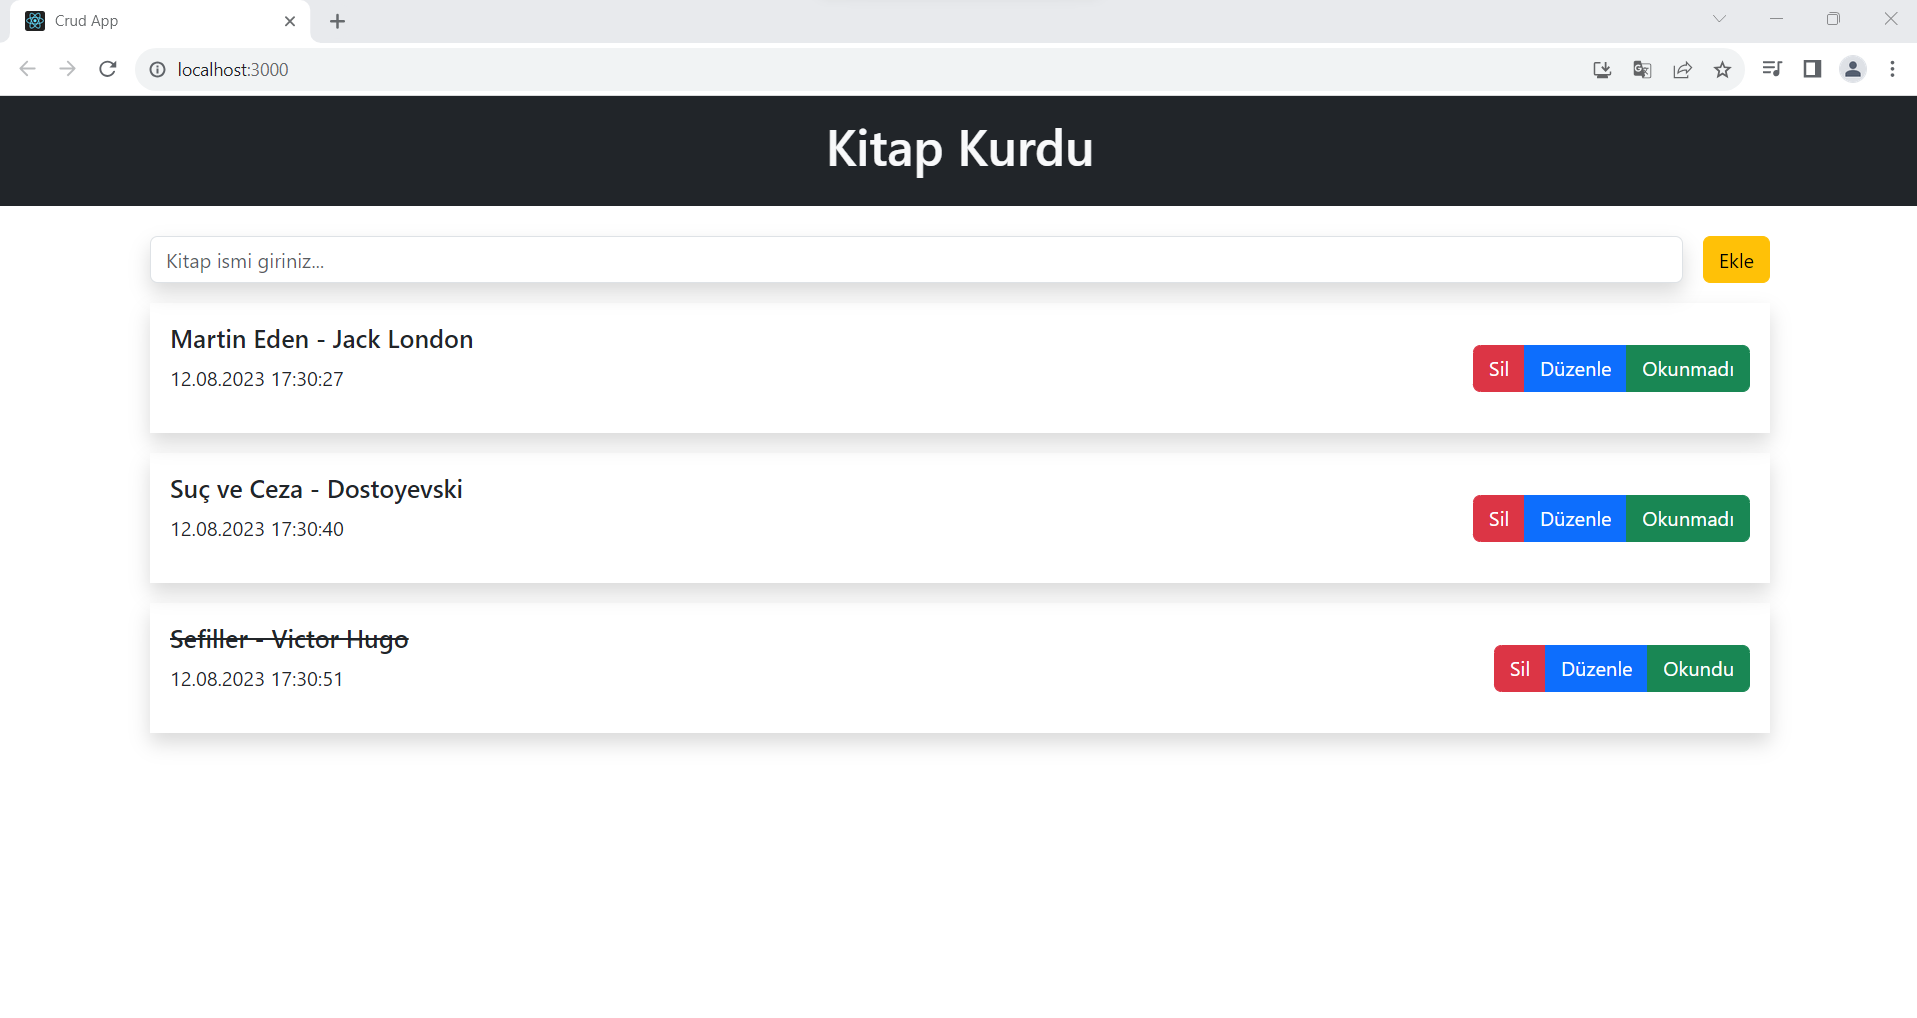 Crud App
localhost:3000
Kitap Kurdu
Kitap ismi giriniz...
Ekle
Martin Eden - Jack London
12.08.2023 17:30:27
Sil Düzenle Okunmadı
Suç ve Ceza - Dostoyevski
12.08.2023 17:30:40
Sil Düzenle Okunmadı
Sefiller - Victor Hugo
12.08.2023 17:30:51
Sil Düzenle Okundu